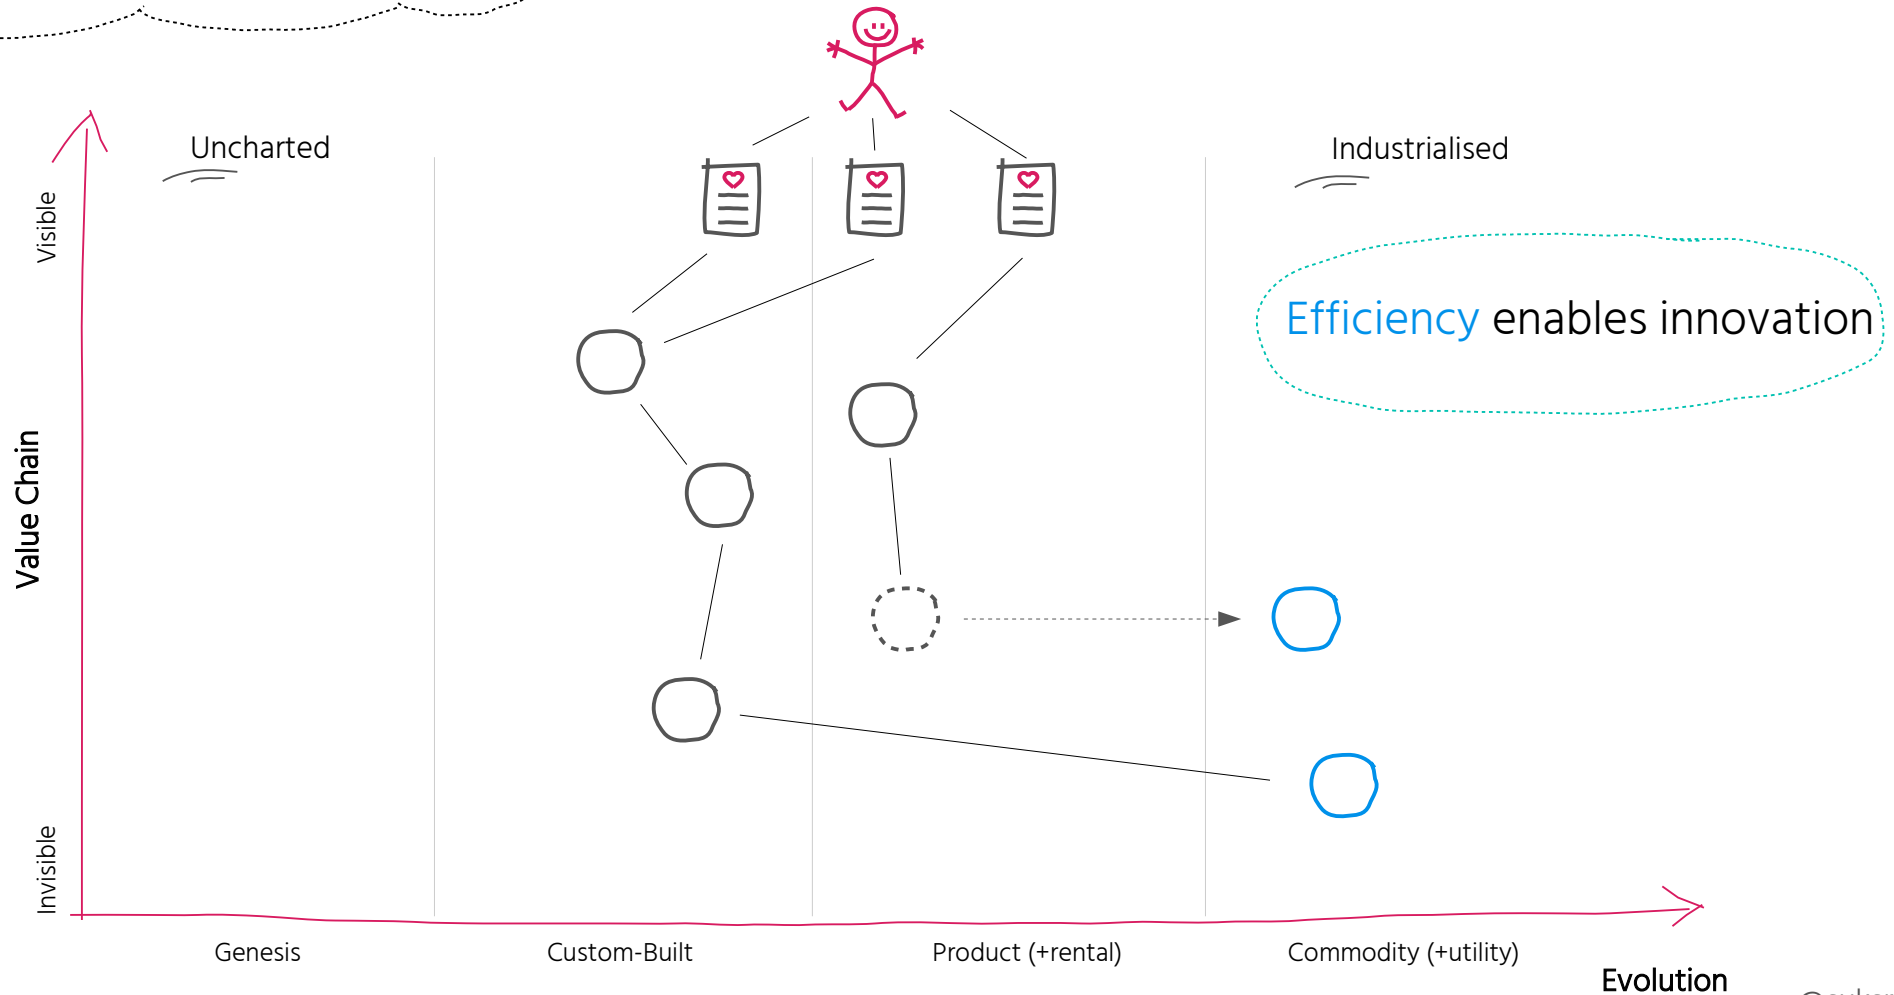 Uncharted
Industrialised
Visible
Efficiency enables innovation
Value Chain
Invisible
Genesis
Custom-Built
Product (+rental)
Commodity (+utility)
Evolution